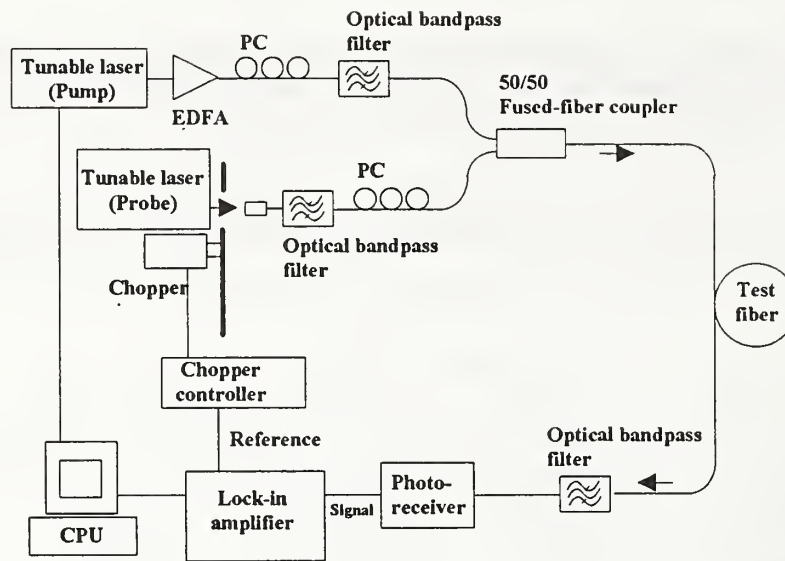 Optical bandpass
filter
PC
Tunable laser
(Pump)
EDFA
50/50
Fused-fiber coupler
Tunable laser
(Probe)
PC
Optical bandpass
filter
Chopper
Test
fiber
Chopper
controller
Reference
Optical bandpass
filter
Lock-in
amplifier
Signal
Photo-
receiver
CPU